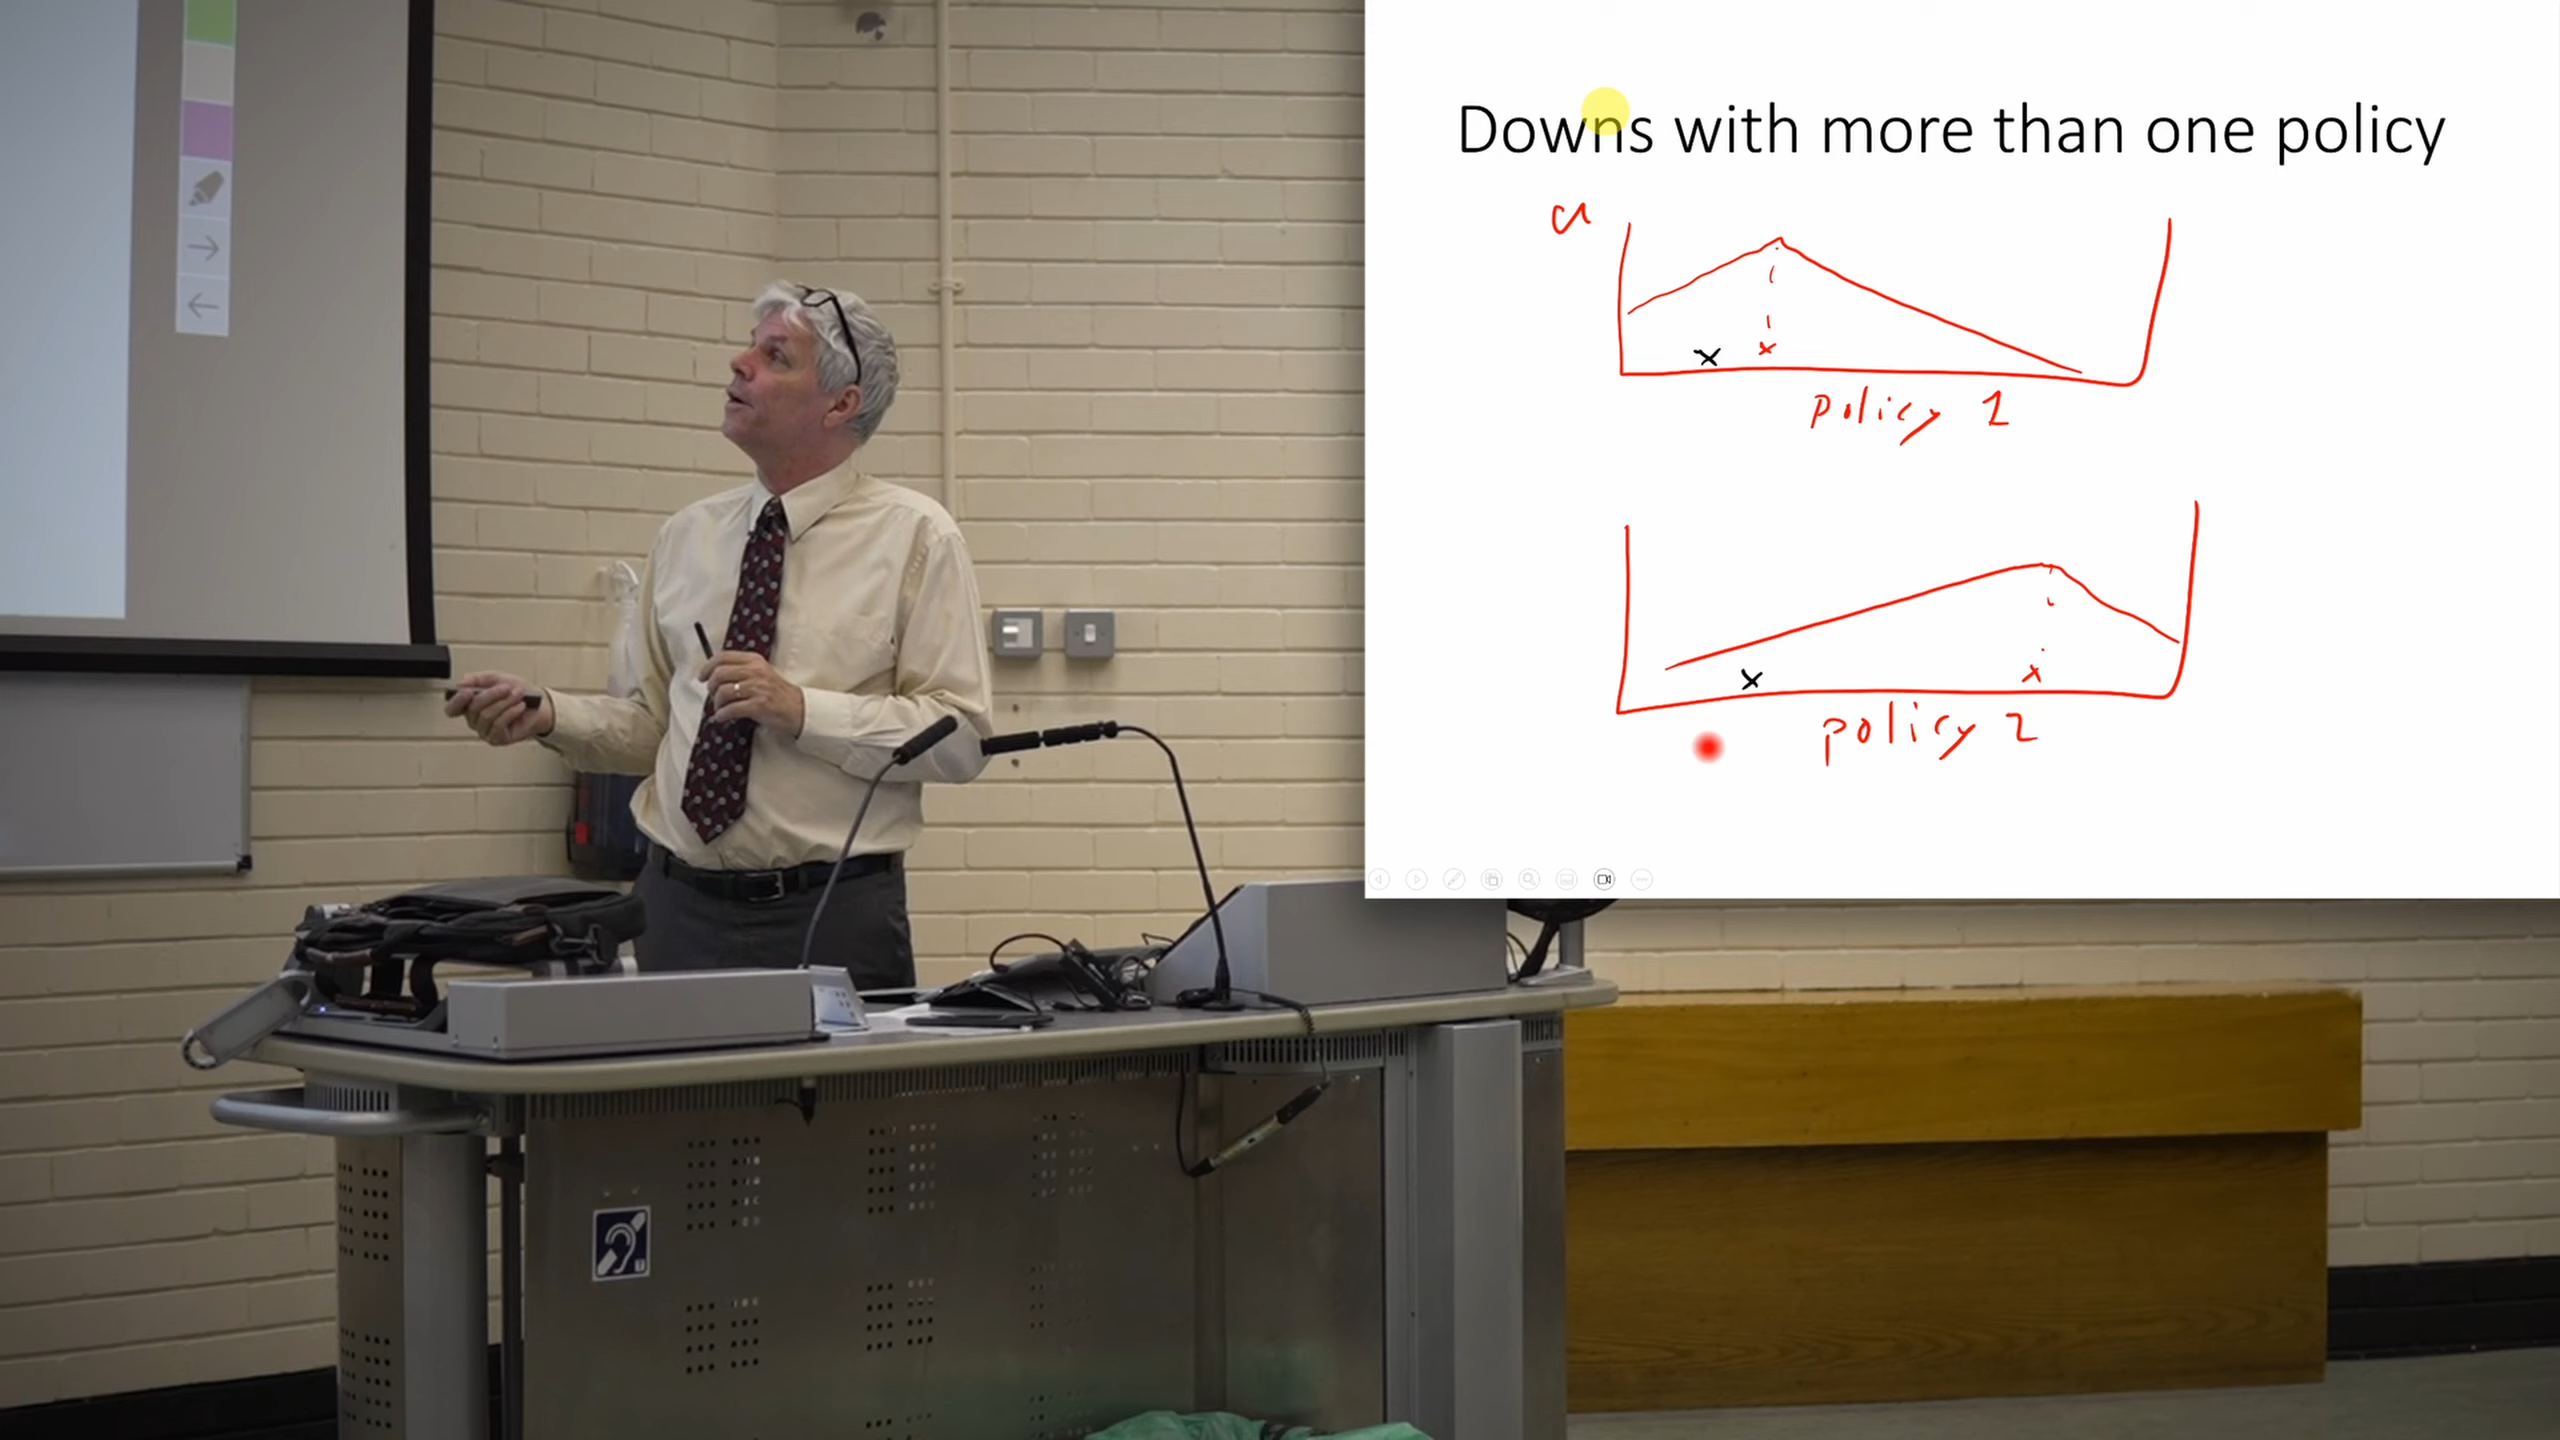 Downs with more than one policy
u
x
x
policy 1
x
x
policy 2